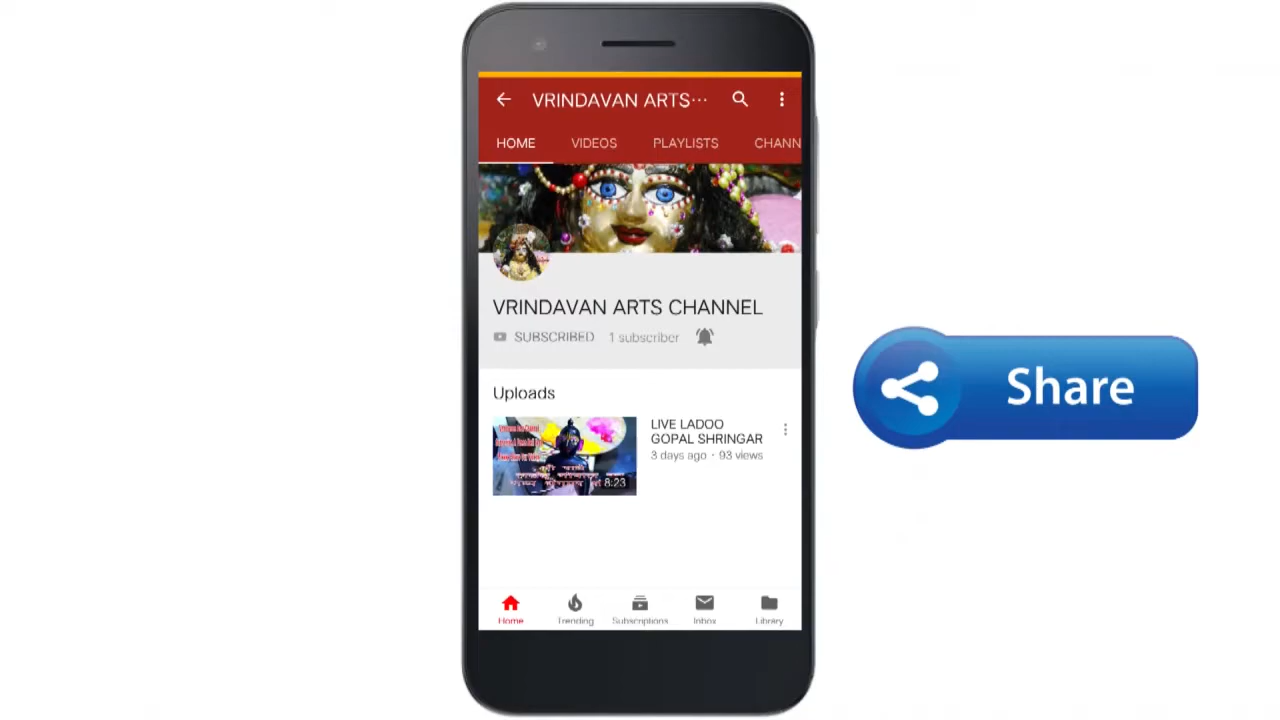 VRINDAVAN ARTS···
HOME VIDEOS PLAYLISTS CHANN
VRINDAVAN ARTS CHANNEL
SUBSCRIBED 1 subscriber
Share
Uploads
LIVE LADOO
GOPAL SHRINGAR
3 days ago · 93 views
8:23
Home Trending Subscriptions Inbox Library